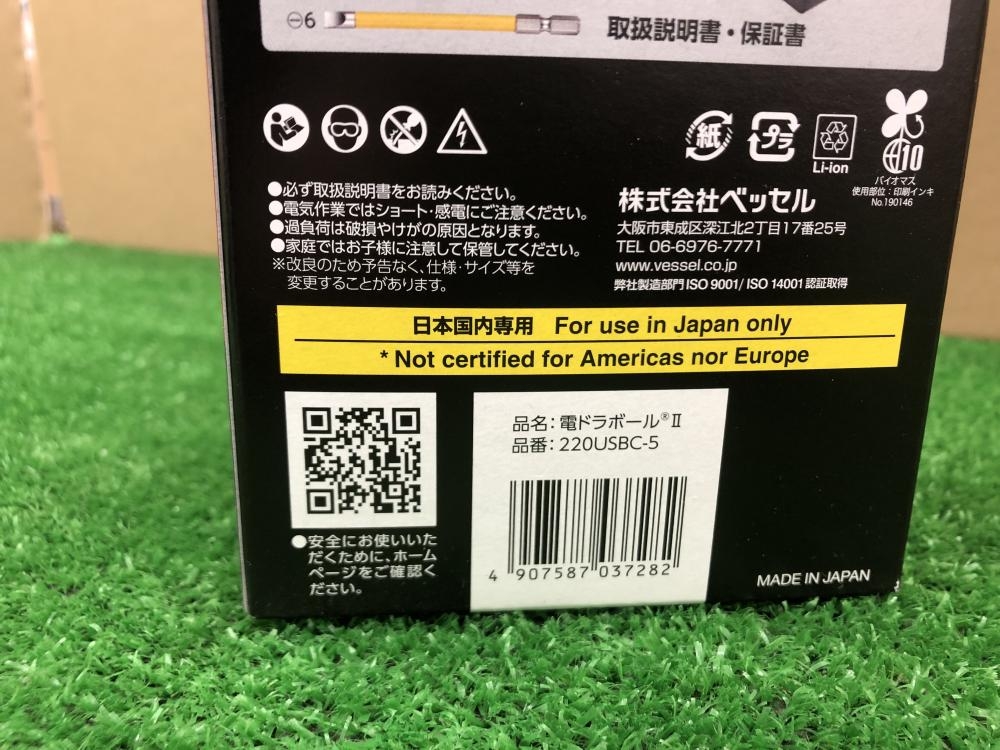 ⊖6
取扱説明書・保証書
紙
プラ
Li-ion
10
バイオマス
使用部位：印刷インキ
No.190146
●必ず取扱説明書をお読みください。
●電気作業ではショート・感電にご注意ください。
●過負荷は破損やけがの原因となります。
●家庭ではお子様に注意して保管してください。
※改良のため予告なく、仕様・サイズ等を
変更することがあります。
株式会社ベッセル
大阪市東成区深江北2丁目17番25号
TEL 06-6976-7771
www.vessel.co.jp
弊社製造部門 ISO 9001/ ISO 14001 認証取得
日本国内専用 For use in Japan only
* Not certified for Americas nor Europe
●安全にお使いいた
だくために、ホーム
ページをご確認く
ださい。
品名：電ドラボール®Ⅱ
品番：220USBC-5
4 907587 037282
MADE IN JAPAN